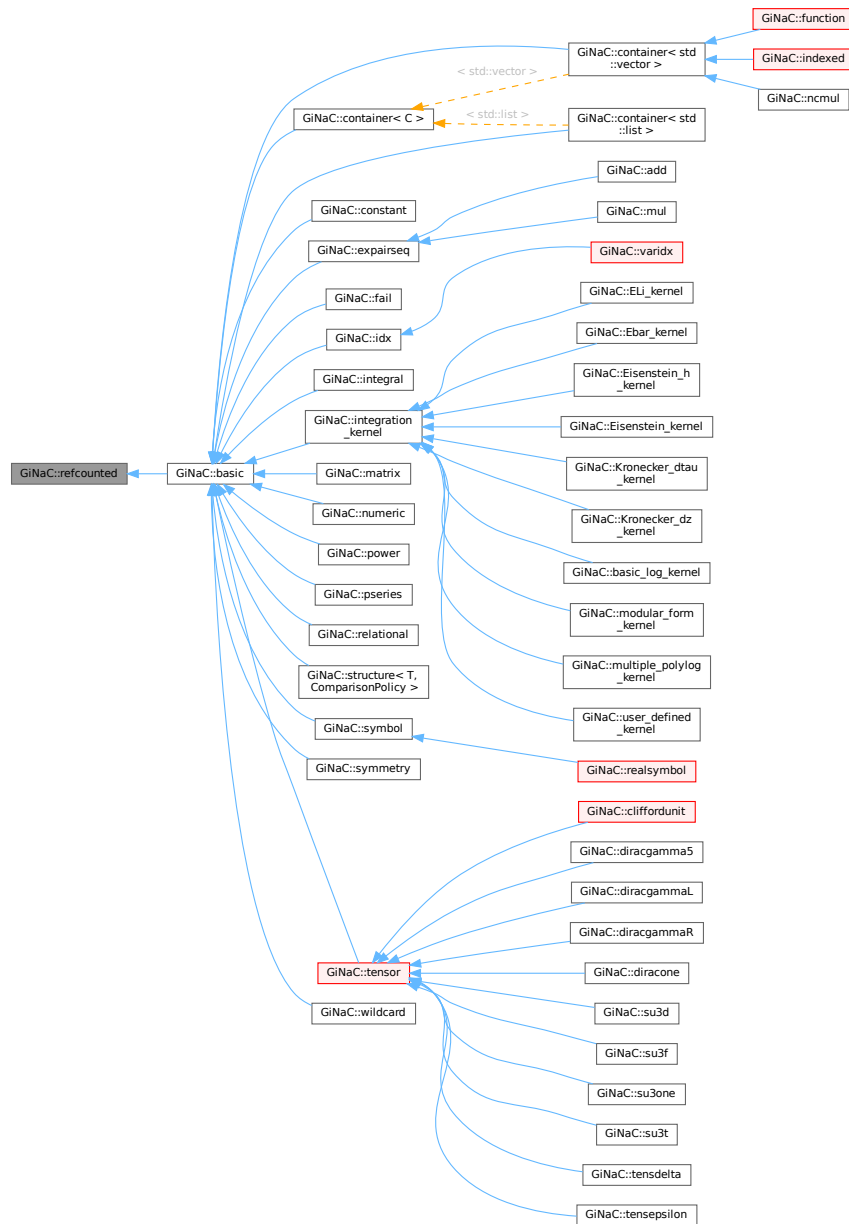 GiNaC::function
GiNaC::container< std
::vector >
GiNaC::indexed
< std::vector >
GiNaC::ncmul
GiNaC::container< C >
< std::list >
GiNaC::container< std
::list >
GiNaC::add
GiNaC::constant
GiNaC::mul
GiNaC::expairseq
GiNaC::varidx
GiNaC::fail
GiNaC::ELi_kernel
GiNaC::idx
GiNaC::Ebar_kernel
GiNaC::integral
GiNaC::Eisenstein_h
_kernel
GiNaC::integration
_kernel
GiNaC::Eisenstein_kernel
GiNaC::refcounted
GiNaC::basic
GiNaC::matrix
GiNaC::Kronecker_dtau
_kernel
GiNaC::numeric
GiNaC::Kronecker_dz
_kernel
GiNaC::power
GiNaC::basic_log_kernel
GiNaC::pseries
GiNaC::modular_form
_kernel
GiNaC::relational
GiNaC::multiple_polylog
_kernel
GiNaC::structure< T,
ComparisonPolicy >
GiNaC::user_defined
_kernel
GiNaC::symbol
GiNaC::symmetry
GiNaC::realsymbol
GiNaC::cliffordunit
GiNaC::diracgamma5
GiNaC::diracgammaL
GiNaC::diracgammaR
GiNaC::tensor
GiNaC::diracone
GiNaC::wildcard
GiNaC::su3d
GiNaC::su3f
GiNaC::su3one
GiNaC::su3t
GiNaC::tensdelta
GiNaC::tensepsilon